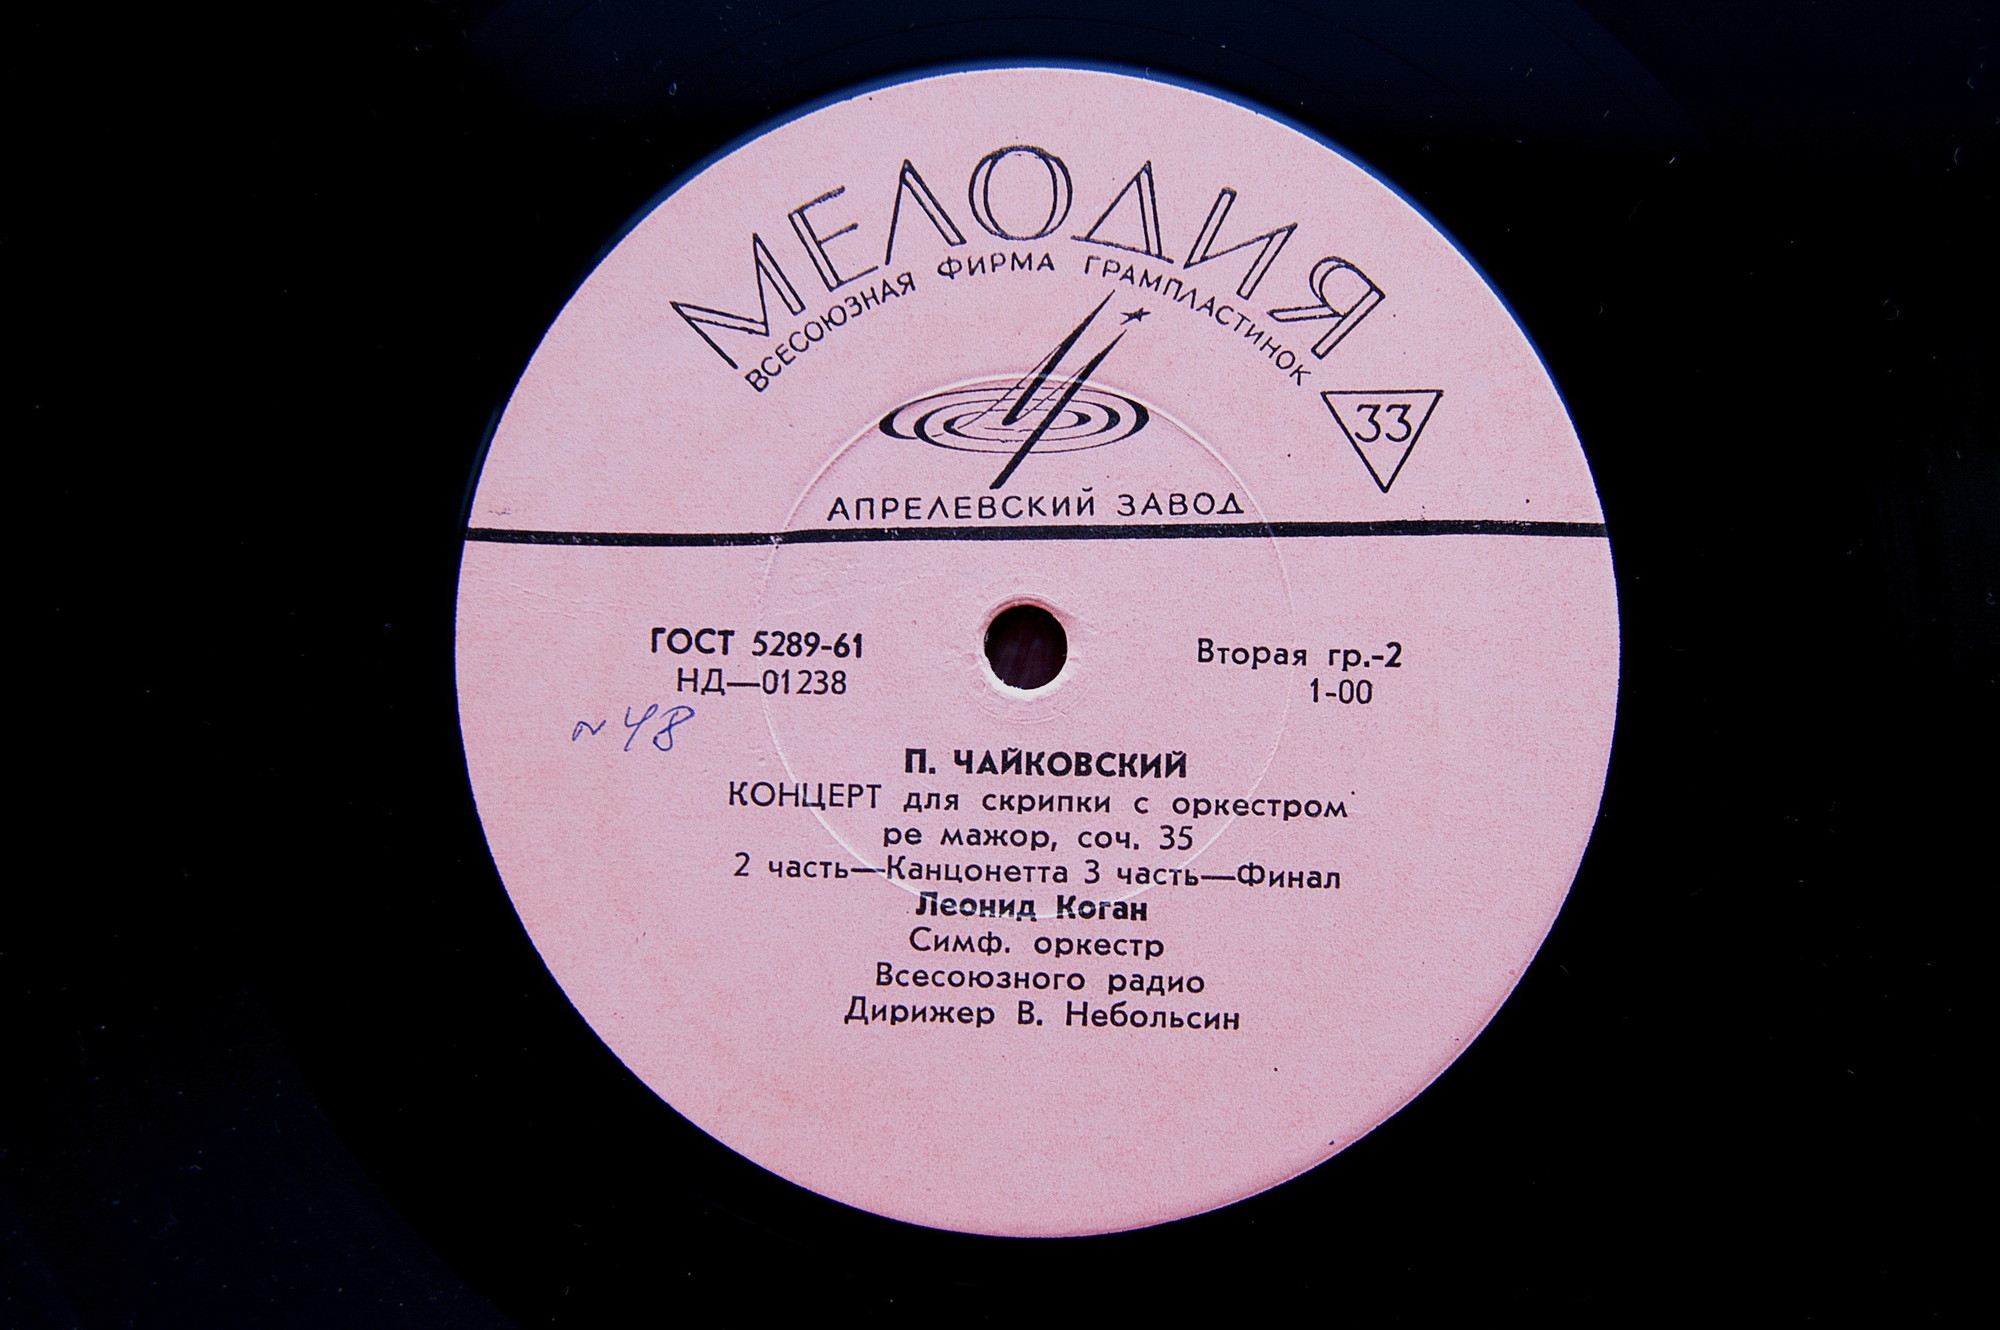 МЕЛОДИЯ
ВСЕСОЮЗНАЯ ФИРМА ГРАМПЛАСТИНОК
33
АПРЕЛЕВСКИЙ ЗАВОД
ГОСТ 5289-61
НД—01238
Вторая гр.-2
1-00
N 48
П. ЧАЙКОВСКИЙ
КОНЦЕРТ для скрипки с оркестром
ре мажор, соч. 35
2 часть—Канцонетта 3 часть—Финал
Леонид Коган
Симф. оркестр
Всесоюзного радио
Дирижер В. Небольсин